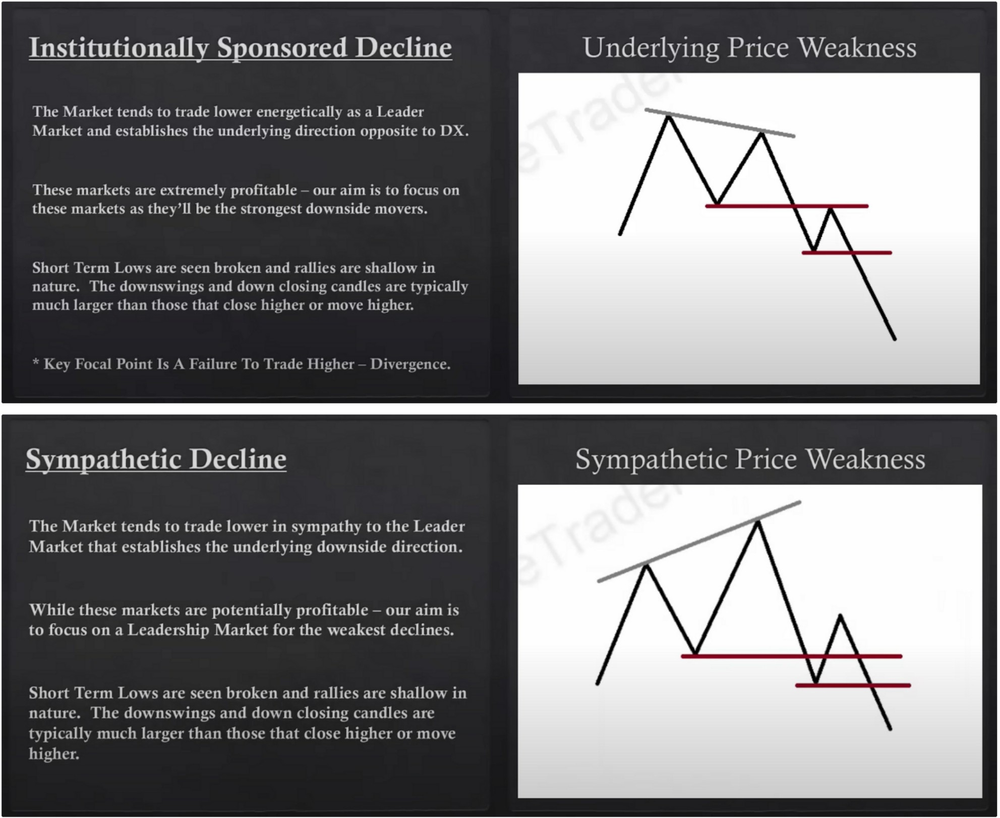 Institutionally Sponsored Decline
The Market tends to trade lower energetically as a Leader
Market and establishes the underlying direction opposite to DX.
These markets are extremely profitable – our aim is to focus on
these markets as they’ll be the strongest downside movers.
Short Term Lows are seen broken and rallies are shallow in
nature.  The downswings and down closing candles are typically
much larger than those that close higher or move higher.
* Key Focal Point Is A Failure To Trade Higher – Divergence.
Underlying Price Weakness
eTrader
Sympathetic Decline
The Market tends to trade lower in sympathy to the Leader
Market that establishes the underlying downside direction.
While these markets are potentially profitable – our aim is
to focus on a Leadership Market for the weakest declines.
Short Term Lows are seen broken and rallies are shallow in
nature.  The downswings and down closing candles are
typically much larger than those that close higher or move
higher.
Sympathetic Price Weakness
eTrader